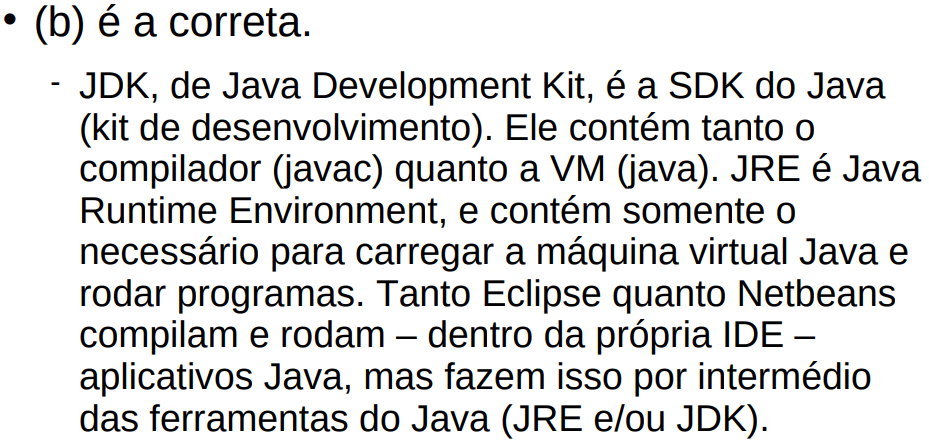 • (b) é a correta.
- JDK, de Java Development Kit, é a SDK do Java
(kit de desenvolvimento). Ele contém tanto o
compilador (javac) quanto a VM (java). JRE é Java
Runtime Environment, e contém somente o
necessário para carregar a máquina virtual Java e
rodar programas. Tanto Eclipse quanto Netbeans
compilam e rodam – dentro da própria IDE –
aplicativos Java, mas fazem isso por intermédio
das ferramentas do Java (JRE e/ou JDK).